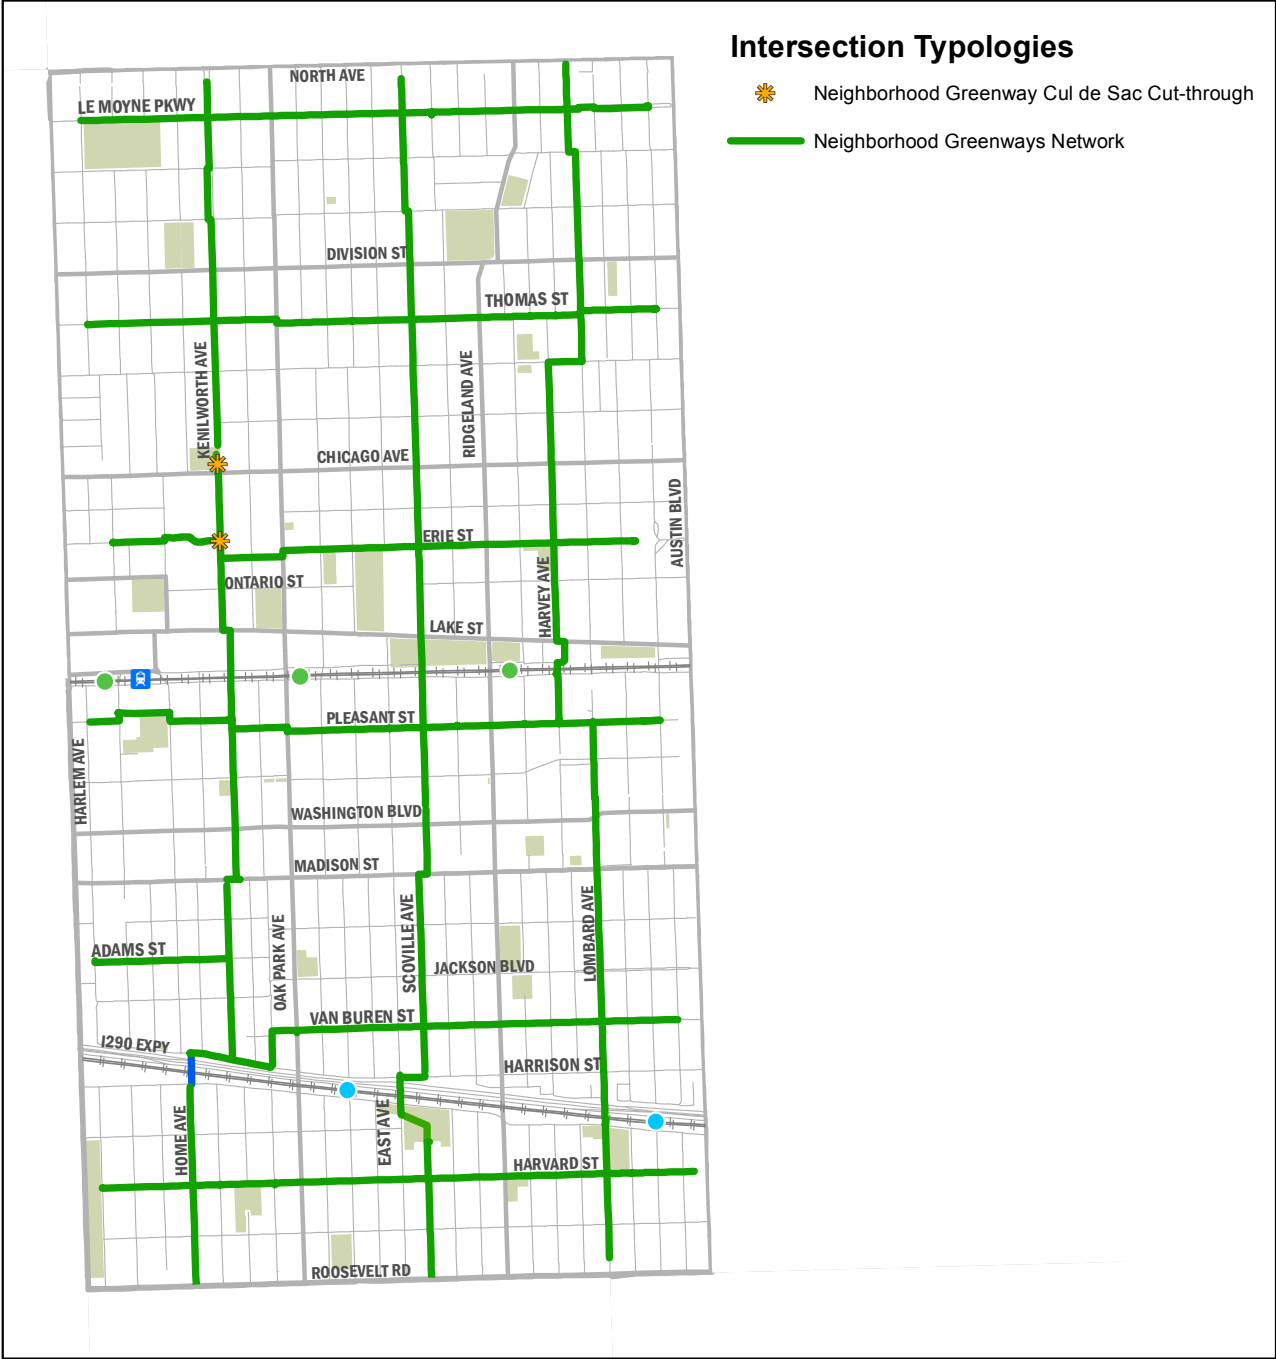 Intersection Typologies
Neighborhood Greenway Cul de Sac Cut-through
Neighborhood Greenways Network
NORTH AVE
LE MOYNE PKWY
DIVISION ST
THOMAS ST
KENILWORTH AVE
RIDGELAND AVE
CHICAGO AVE
AUSTIN BLVD
ERIE ST
HARVEY AVE
ONTARIO ST
LAKE ST
PLEASANT ST
HARLEM AVE
WASHINGTON BLVD
MADISON ST
LOMBARD AVE
SCOVILLE AVE
OAK PARK AVE
ADAMS ST
JACKSON BLVD
VAN BUREN ST
I290 EXPY
HARRISON ST
EAST AVE
HOME AVE
HARVARD ST
ROOSEVELT RD